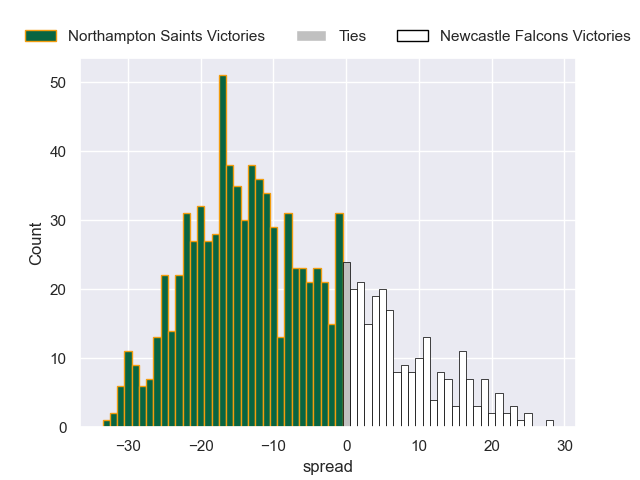 Northampton Saints Victories
Ties
Newcastle Falcons Victories
50
40
30
20
10
0
Count
−30 −20 −10 0 10 20 30
spread